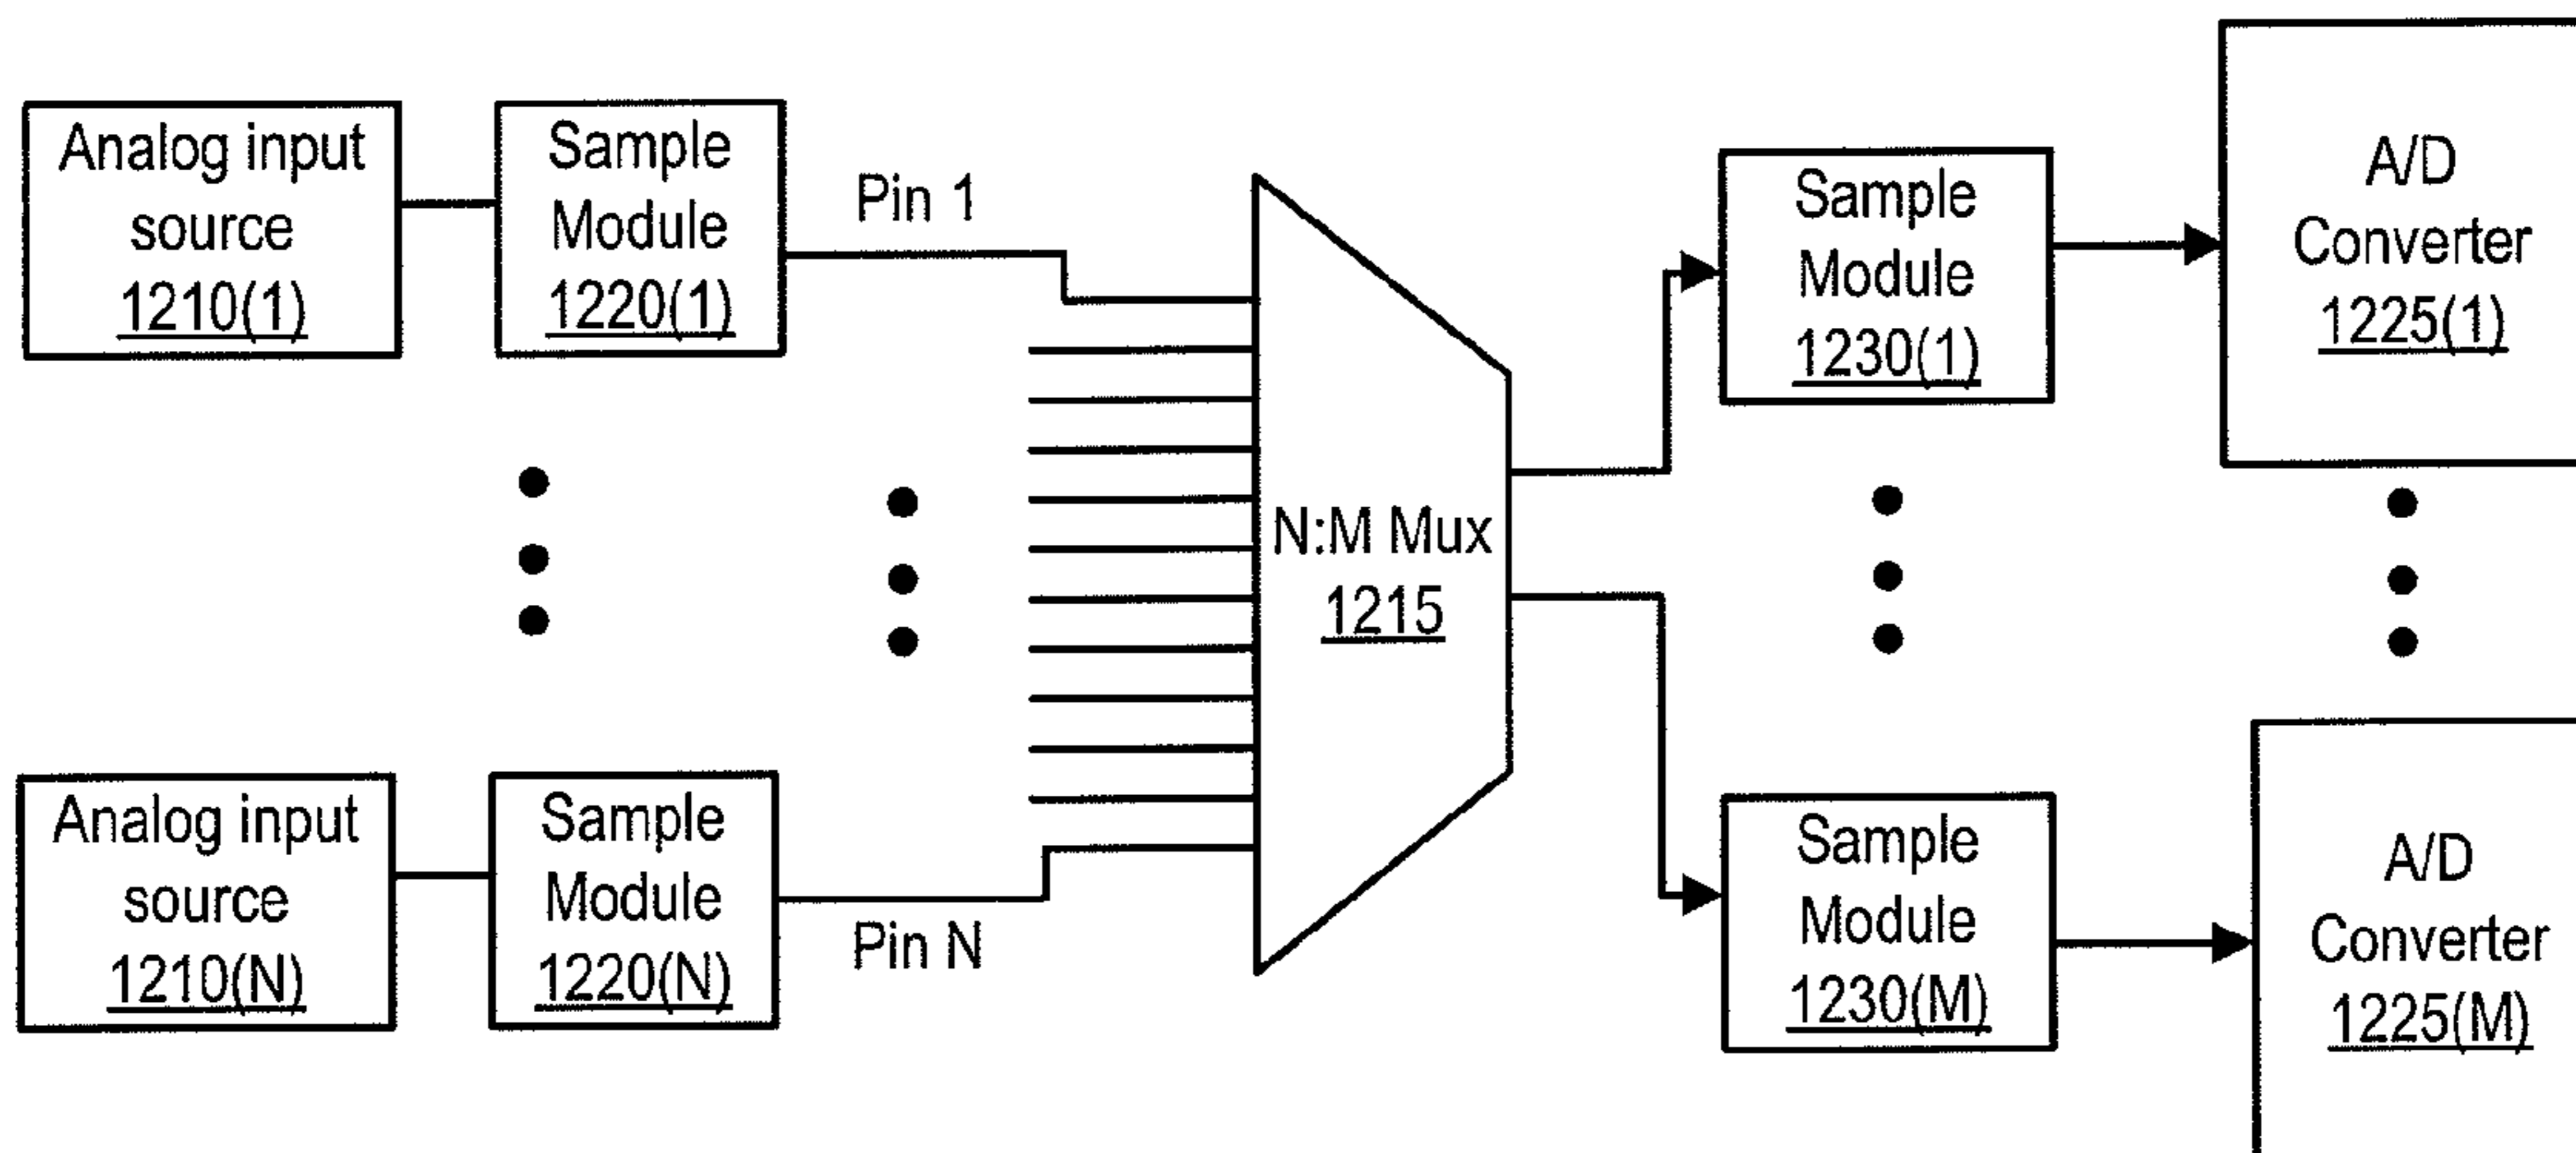 Analog input
source
1210(1)
Sample
Module
1220(1)
Pin 1
N:M Mux
1215
Sample
Module
1230(1)
A/D
Converter
1225(1)
Analog input
source
1210(N)
Sample
Module
1220(N)
Pin N
Sample
Module
1230(M)
A/D
Converter
1225(M)